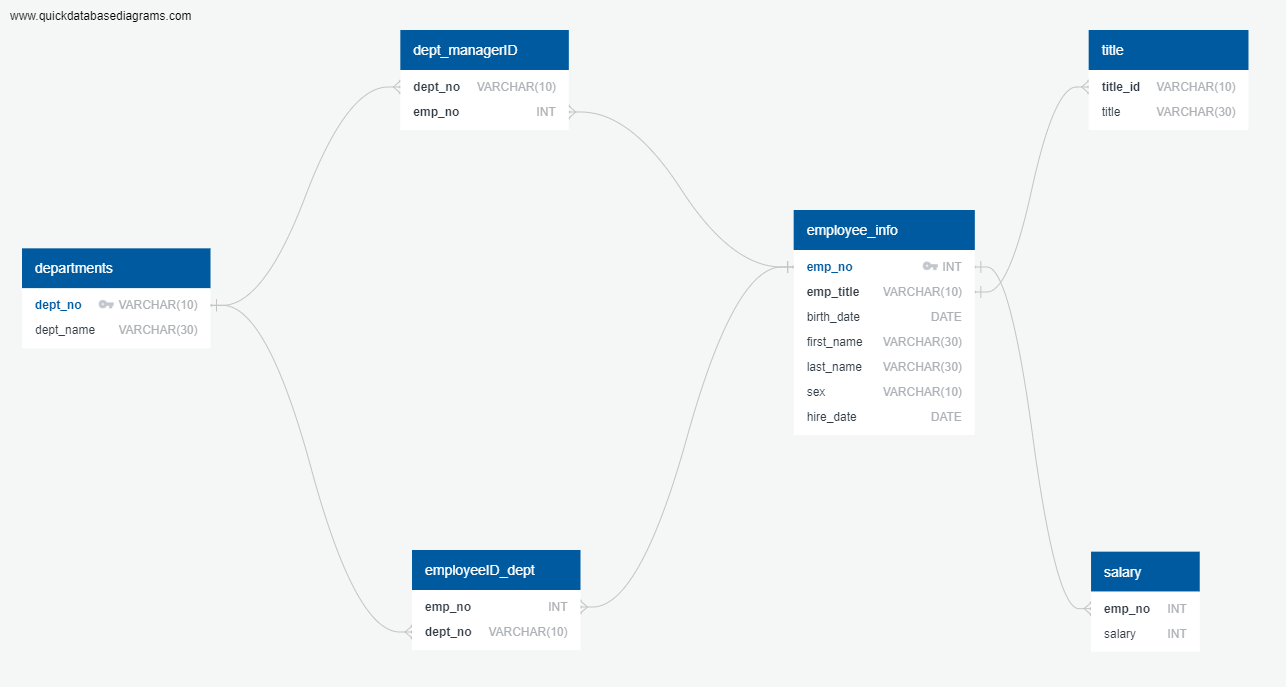 www.quickdatabasediagrams.com
dept_managerID
dept_no VARCHAR(10)
emp_no INT
title
title_id VARCHAR(10)
title VARCHAR(30)
departments
dept_no VARCHAR(10)
dept_name VARCHAR(30)
employee_info
emp_no INT
emp_title VARCHAR(10)
birth_date DATE
first_name VARCHAR(30)
last_name VARCHAR(30)
sex VARCHAR(10)
hire_date DATE
employeeID_dept
emp_no INT
dept_no VARCHAR(10)
salary
emp_no INT
salary INT